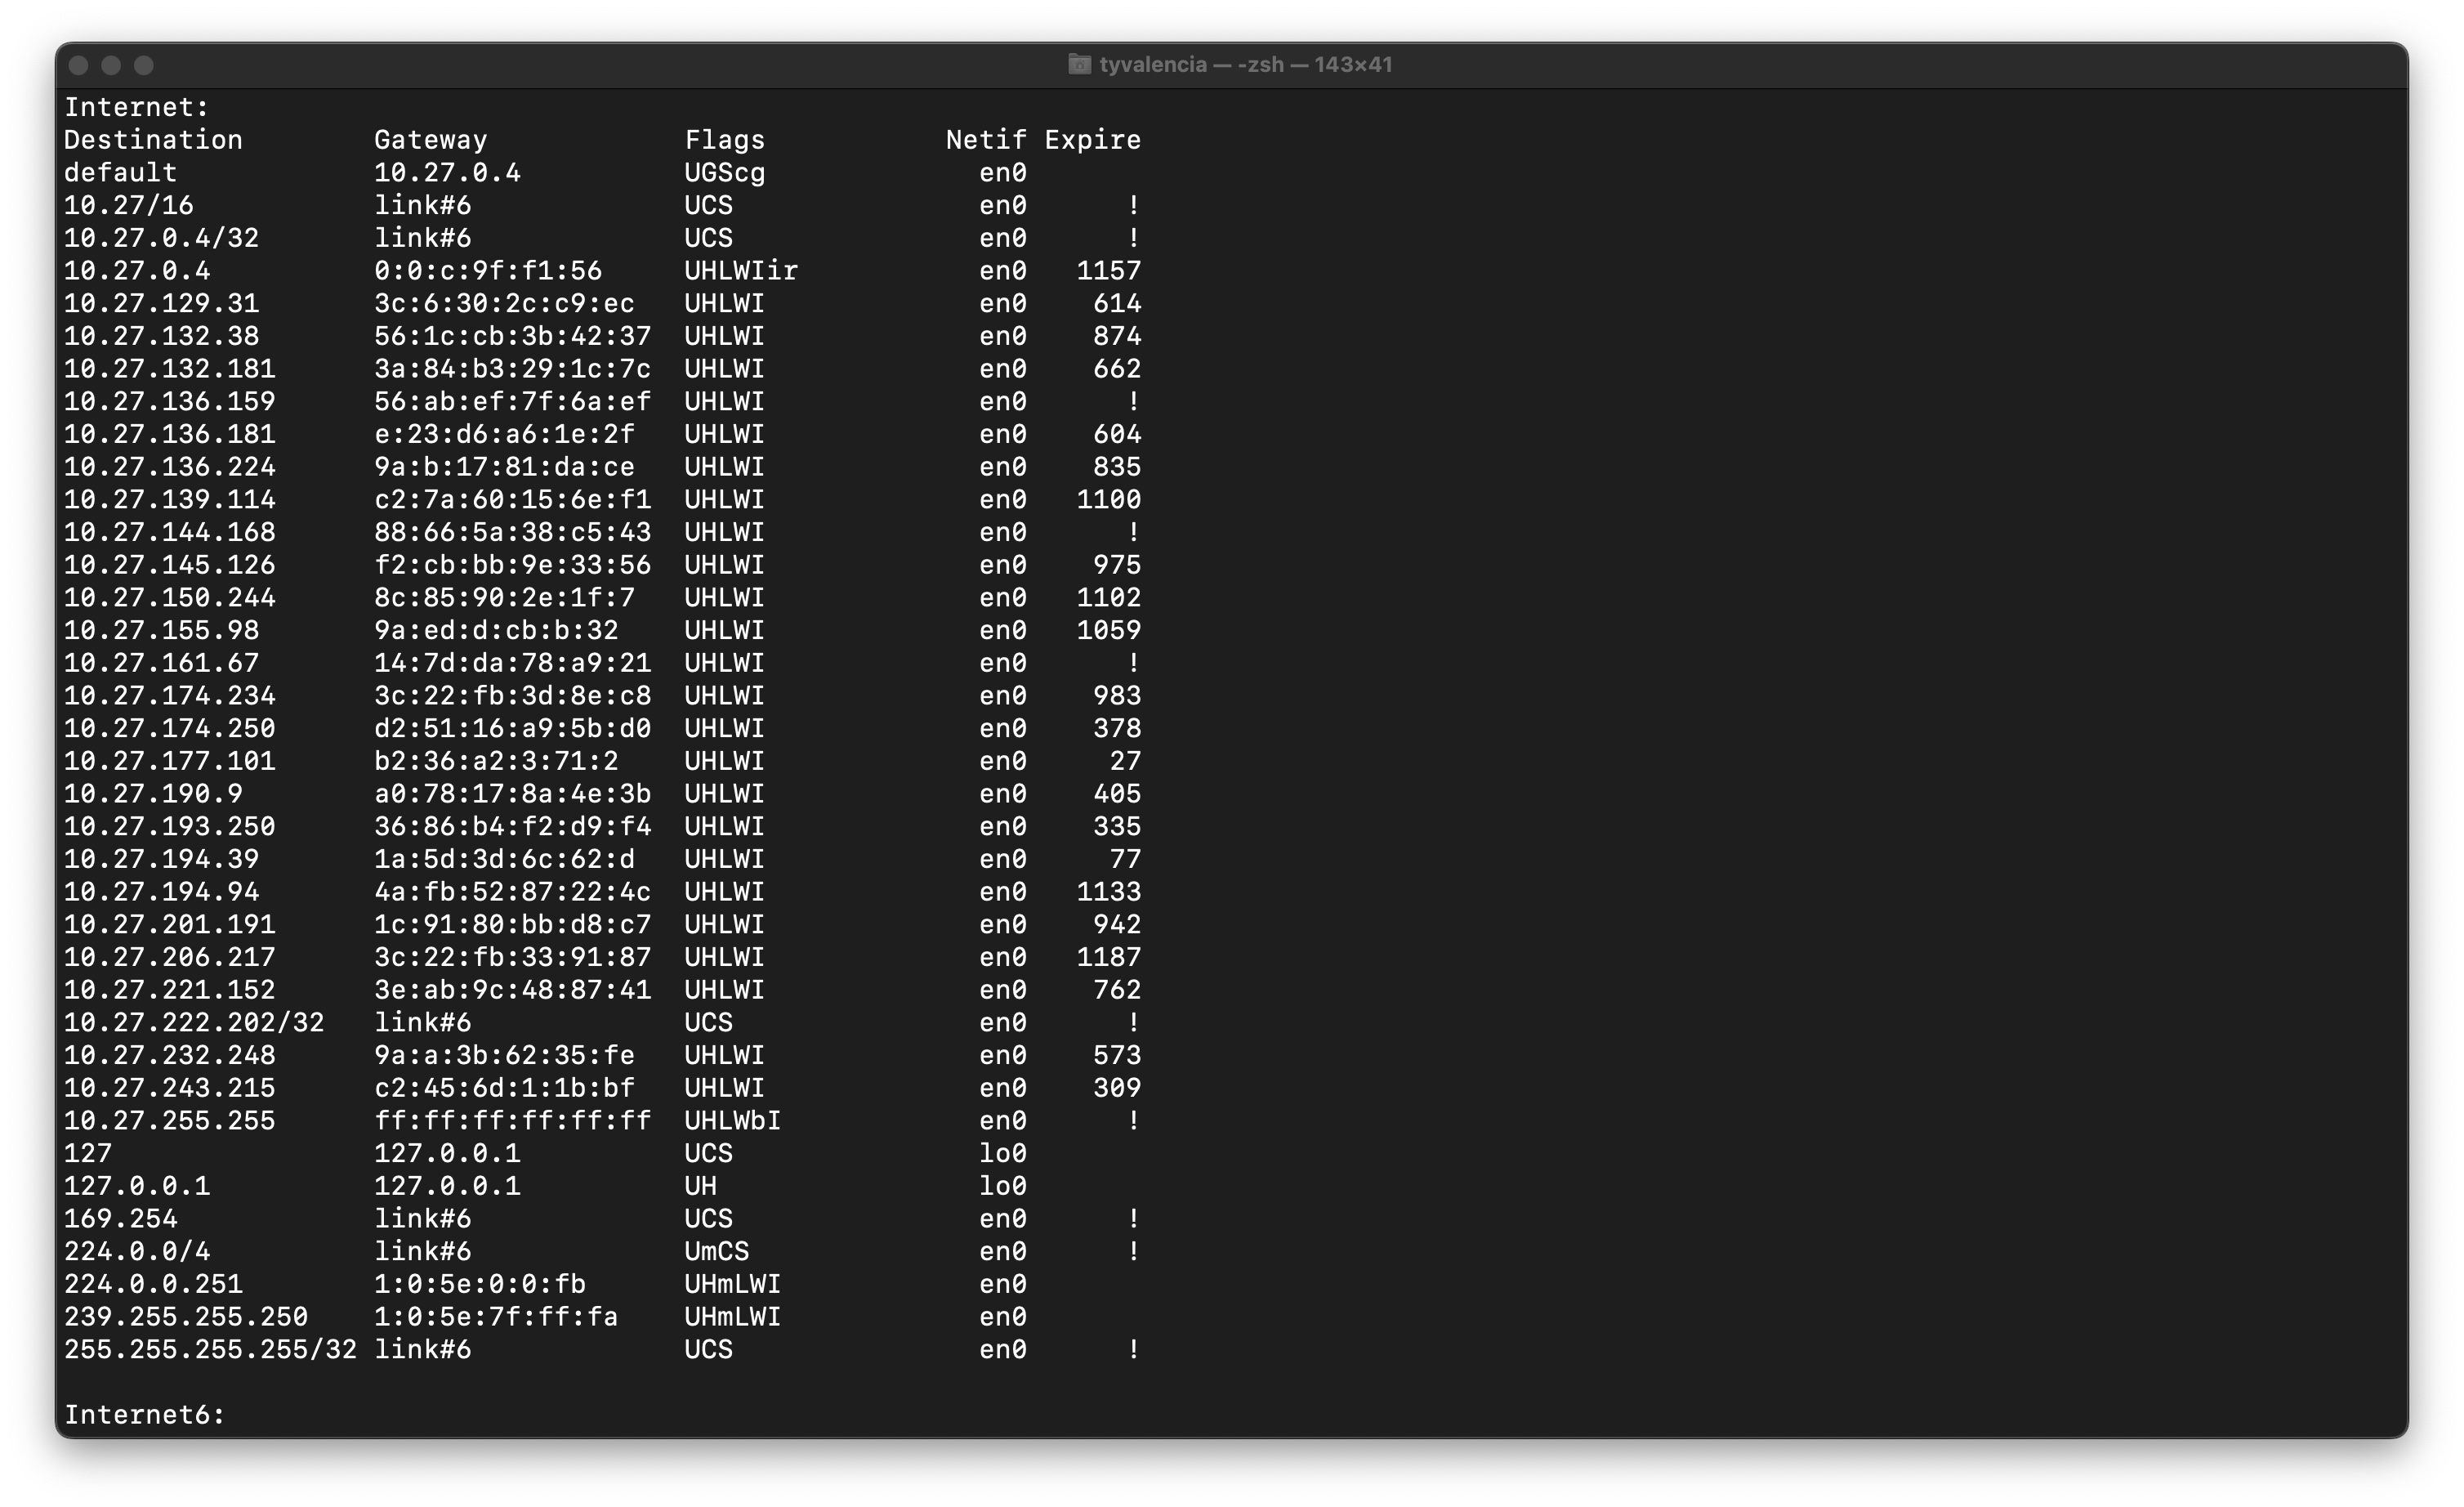 tyvalencia — -zsh — 143×41
Internet:
Destination Gateway Flags Netif Expire
default 10.27.0.4 UGScg en0
10.27/16 link#6 UCS en0 !
10.27.0.4/32 link#6 UCS en0 !
10.27.0.4 0:0:c:9f:f1:56 UHLWIir en0 1157
10.27.129.31 3c:6:30:2c:c9:ec UHLWI en0 614
10.27.132.38 56:1c:cb:3b:42:37 UHLWI en0 874
10.27.132.181 3a:84:b3:29:1c:7c UHLWI en0 662
10.27.136.159 56:ab:ef:7f:6a:ef UHLWI en0 !
10.27.136.181 e:23:d6:a6:1e:2f UHLWI en0 604
10.27.136.224 9a:b:17:81:da:ce UHLWI en0 835
10.27.139.114 c2:7a:60:15:6e:f1 UHLWI en0 1100
10.27.144.168 88:66:5a:38:c5:43 UHLWI en0 !
10.27.145.126 f2:cb:bb:9e:33:56 UHLWI en0 975
10.27.150.244 8c:85:90:2e:1f:7 UHLWI en0 1102
10.27.155.98 9a:ed:d:cb:b:32 UHLWI en0 1059
10.27.161.67 14:7d:da:78:a9:21 UHLWI en0 !
10.27.174.234 3c:22:fb:3d:8e:c8 UHLWI en0 983
10.27.174.250 d2:51:16:a9:5b:d0 UHLWI en0 378
10.27.177.101 b2:36:a2:3:71:2 UHLWI en0 27
10.27.190.9 a0:78:17:8a:4e:3b UHLWI en0 405
10.27.193.250 36:86:b4:f2:d9:f4 UHLWI en0 335
10.27.194.39 1a:5d:3d:6c:62:d UHLWI en0 77
10.27.194.94 4a:fb:52:87:22:4c UHLWI en0 1133
10.27.201.191 1c:91:80:bb:d8:c7 UHLWI en0 942
10.27.206.217 3c:22:fb:33:91:87 UHLWI en0 1187
10.27.221.152 3e:ab:9c:48:87:41 UHLWI en0 762
10.27.222.202/32 link#6 UCS en0 !
10.27.232.248 9a:a:3b:62:35:fe UHLWI en0 573
10.27.243.215 c2:45:6d:1:1b:bf UHLWI en0 309
10.27.255.255 ff:ff:ff:ff:ff:ff UHLWbI en0 !
127 127.0.0.1 UCS lo0
127.0.0.1 127.0.0.1 UH lo0
169.254 link#6 UCS en0 !
224.0.0/4 link#6 UmCS en0 !
224.0.0.251 1:0:5e:0:0:fb UHmLWI en0
239.255.255.250 1:0:5e:7f:ff:fa UHmLWI en0
255.255.255.255/32 link#6 UCS en0 !
Internet6: